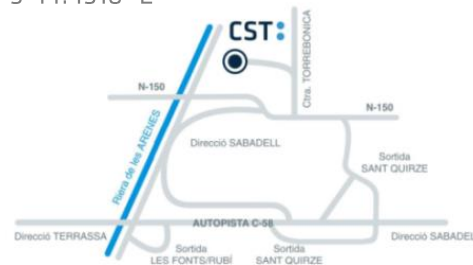 CST:
Ctra. TORREBONICA
N-150
N-150
Riera de les ARENES
Direcció SABADELL
Sortida
SANT QUIRZE
AUTOPISTA C-58
Direcció TERRASSA
Direcció SABADEL
Sortida
LES FONTS/RUBÍ
Sortida
SANT QUIRZE